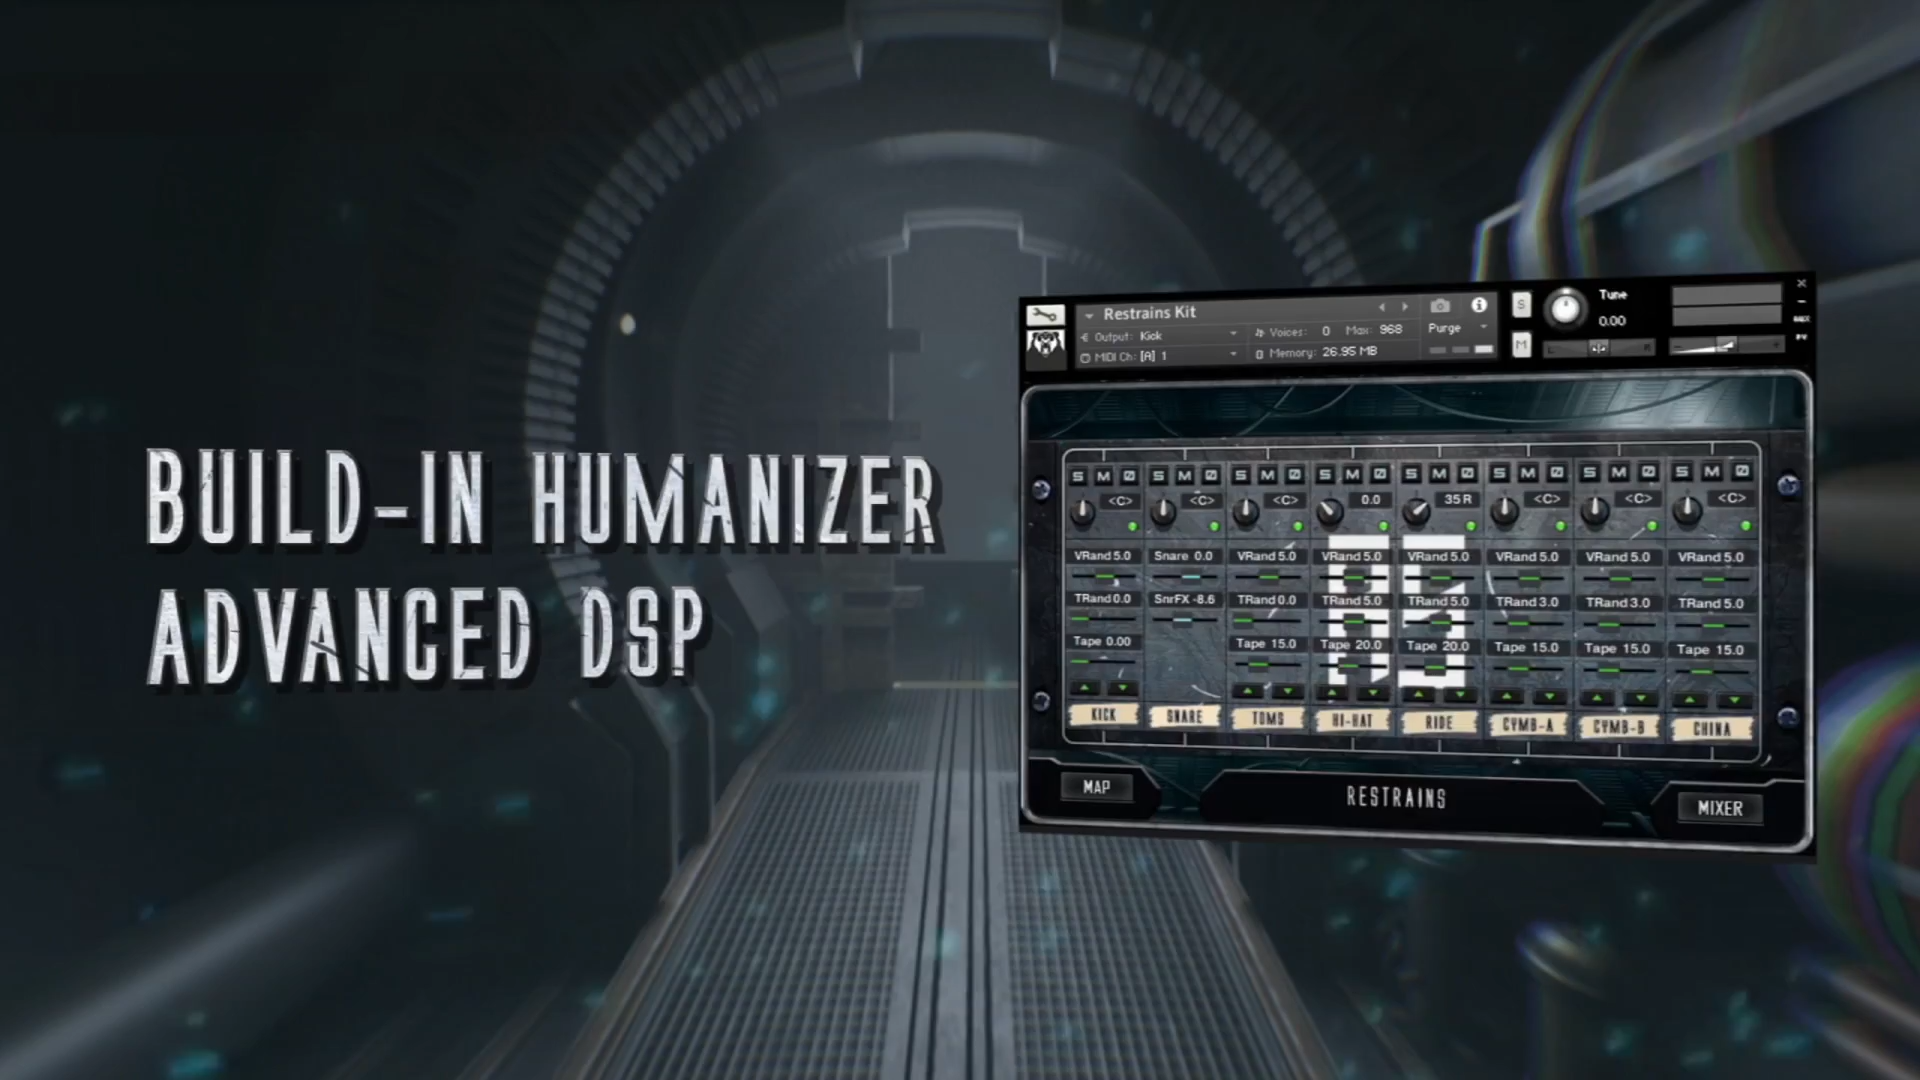 BUILD-IN HUMANIZER
ADVANCED DSP
Restrains Kit
Output: Kick
Voices: 0 Max: 968
Purge
MIDI Ch: [A] 1
Memory: 26.95 MB
S
M
Tune
0.00
L R
S M Ø S M Ø S M Ø S M Ø S M Ø S M Ø S M Ø S M Ø
<C> <C> <C> 0.0 35 R <C> <C> <C>
VRand 5.0 Snare 0.0 VRand 5.0 VRand 5.0 VRand 5.0 VRand 5.0 VRand 5.0 VRand 5.0
TRand 0.0 SnrFX -8.6 TRand 0.0 TRand 5.0 TRand 5.0 TRand 3.0 TRand 3.0 TRand 5.0
Tape 0.00 Tape 15.0 Tape 20.0 Tape 20.0 Tape 15.0 Tape 15.0 Tape 15.0
KICK SNARE TOMS HI-HAT RIDE CYMB-A CYMB-B CHINA
MAP RESTRAINS MIXER